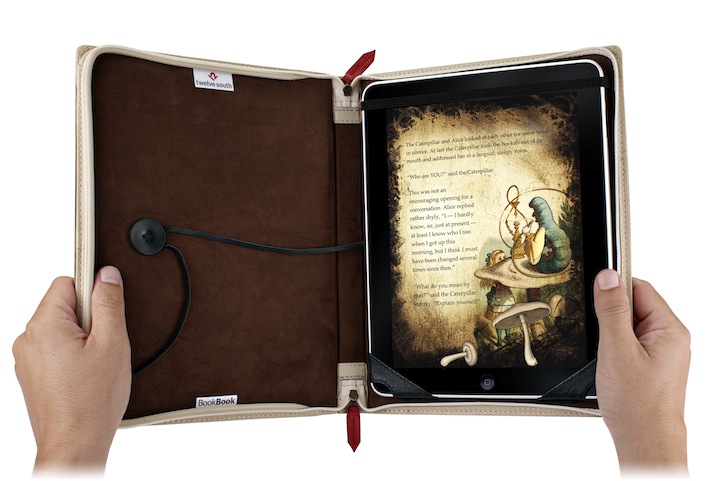 twelve south
BookBook
The Caterpillar and Alice looked at each other for some time
in silence. At last the Caterpillar took the hookah out of its
mouth and addressed her in a languid, sleepy voice.
"Who are YOU?" said the Caterpillar.
This was not an
encouraging opening for a
conversation. Alice replied
rather shyly, "I — I hardly
know, sir, just at present —
at least I know who I was
when I got up this
morning, but I think I must
have been changed several
times since then."
"What do you mean by
that?" said the Caterpillar
sternly. "Explain yourself!